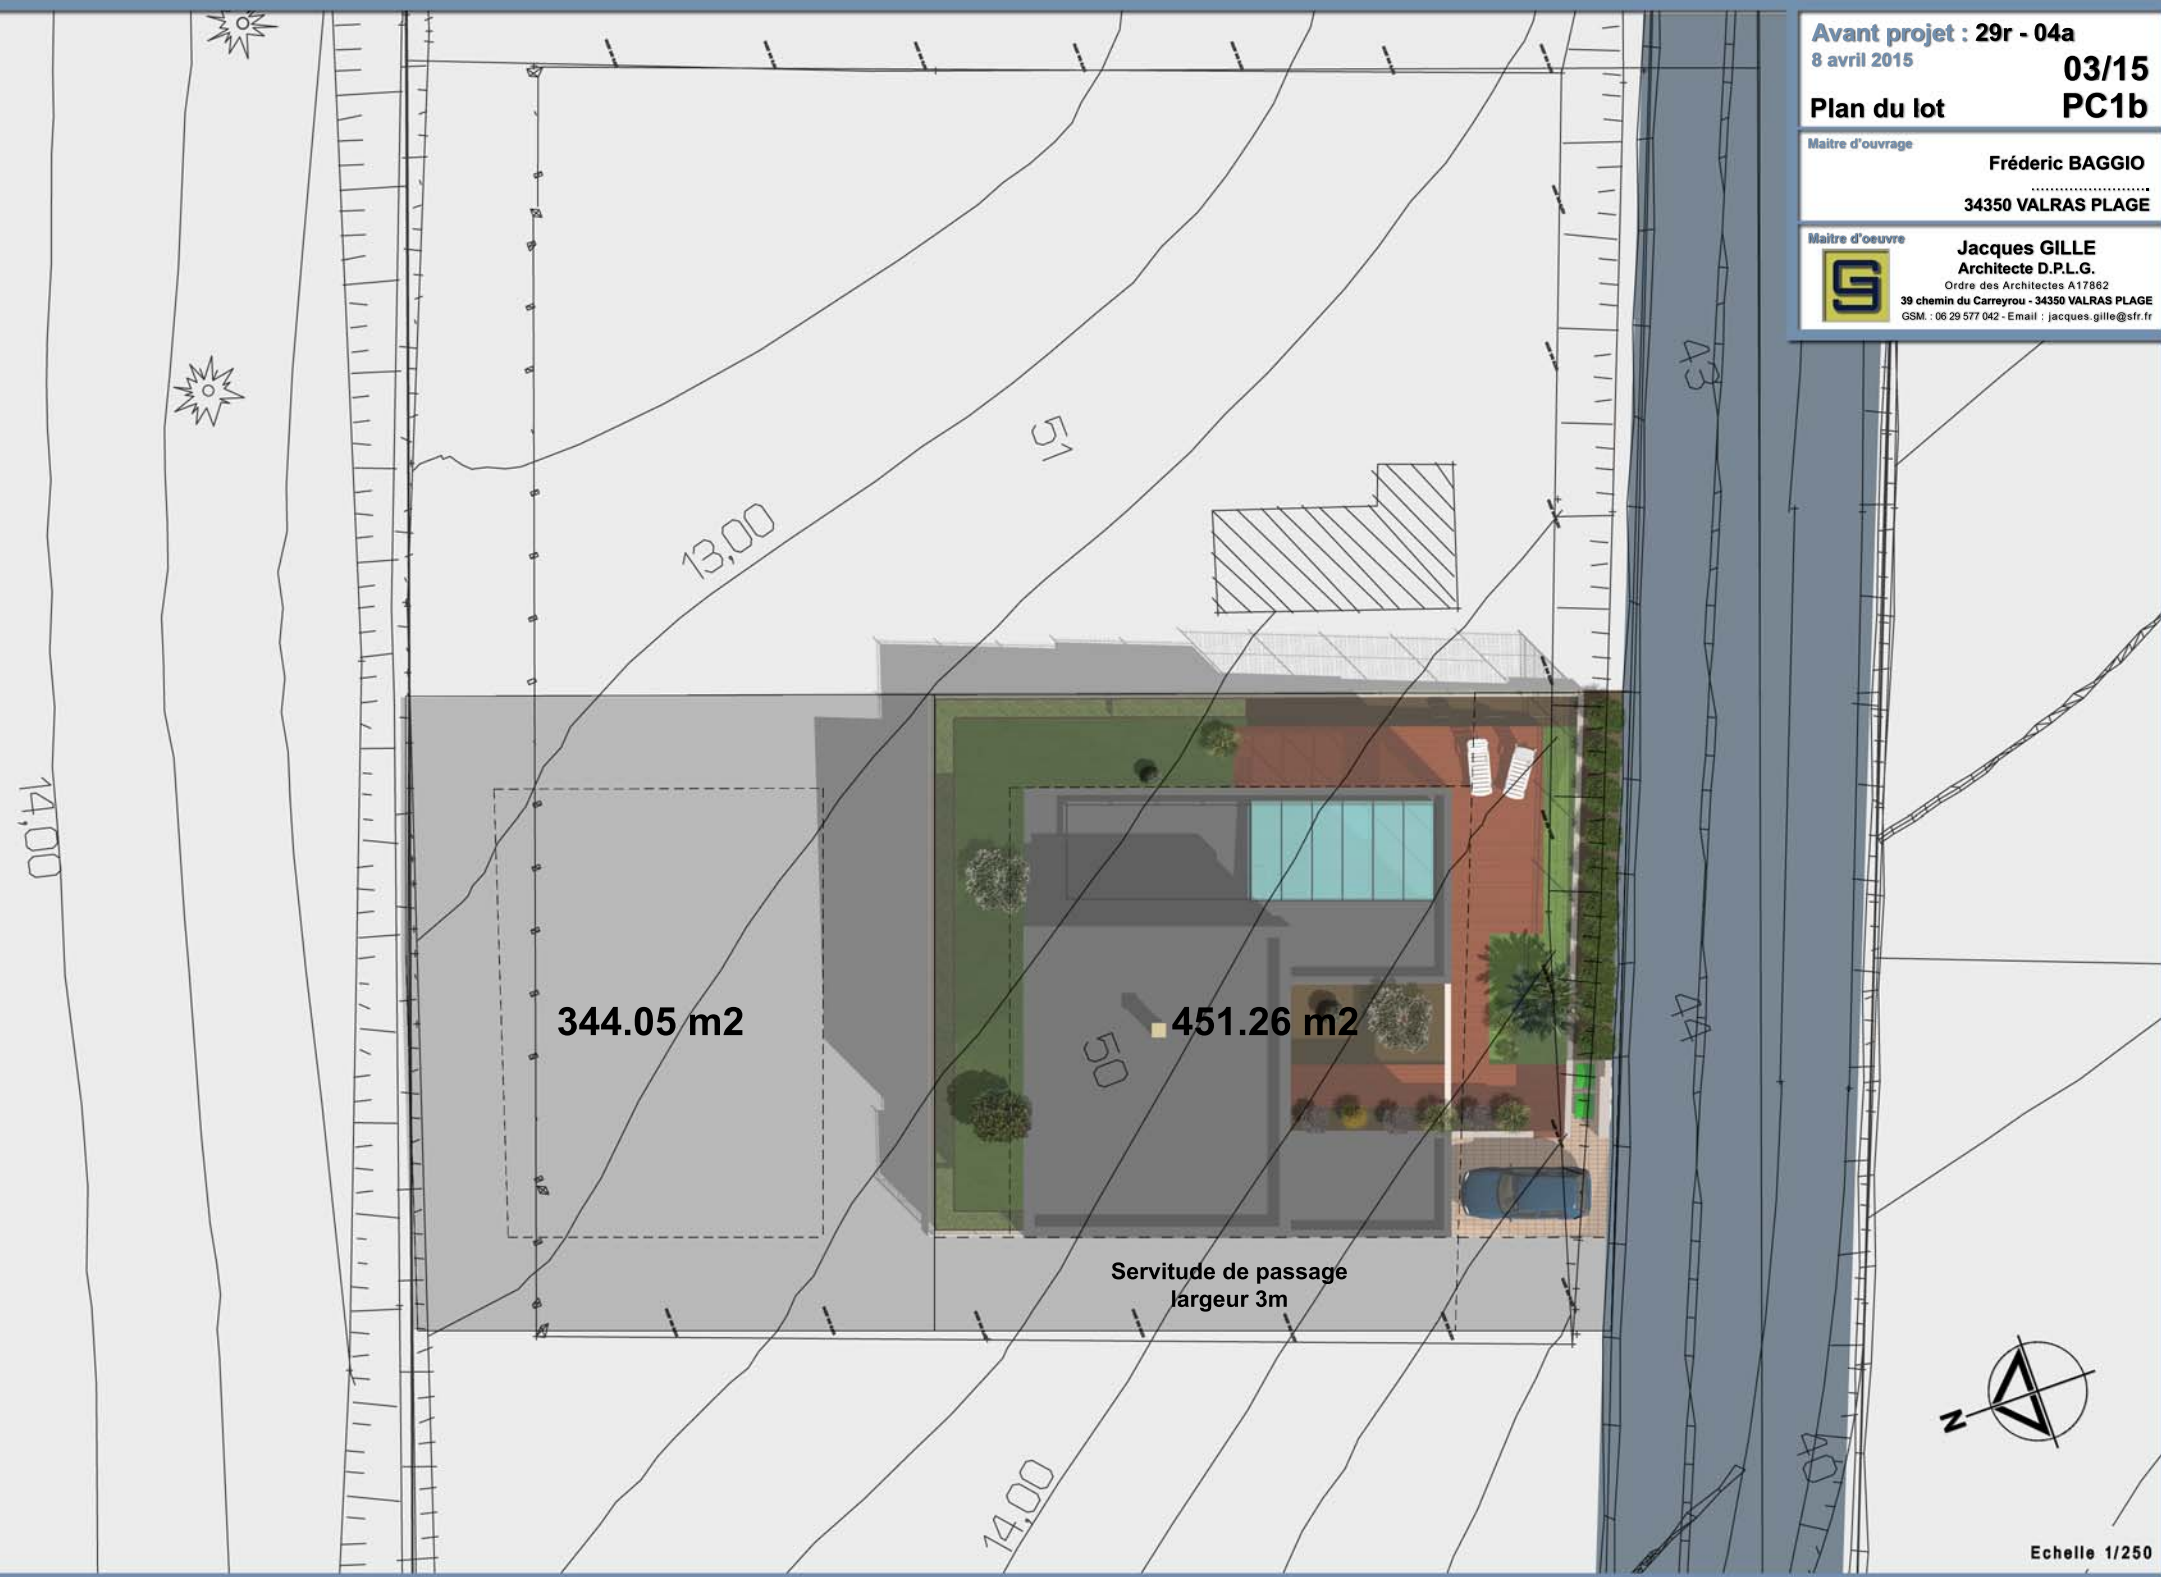 Avant projet : 29r - 04a
8 avril 2015
03/15
Plan du lot
PC1b
Maitre d'ouvrage
Fréderic BAGGIO
.........................
34350 VALRAS PLAGE
Maitre d'oeuvre
Jacques GILLE
Architecte D.P.L.G.
Ordre des Architectes A17862
39 chemin du Carreyrou - 34350 VALRAS PLAGE
GSM. : 06 29 577 042 - Email : jacques.gille@sfr.fr
43
51
13,00
14,00
344.05 m2
451.26 m2
50
44
Servitude de passage
largeur 3m
14,00
40
N
Echelle 1/250